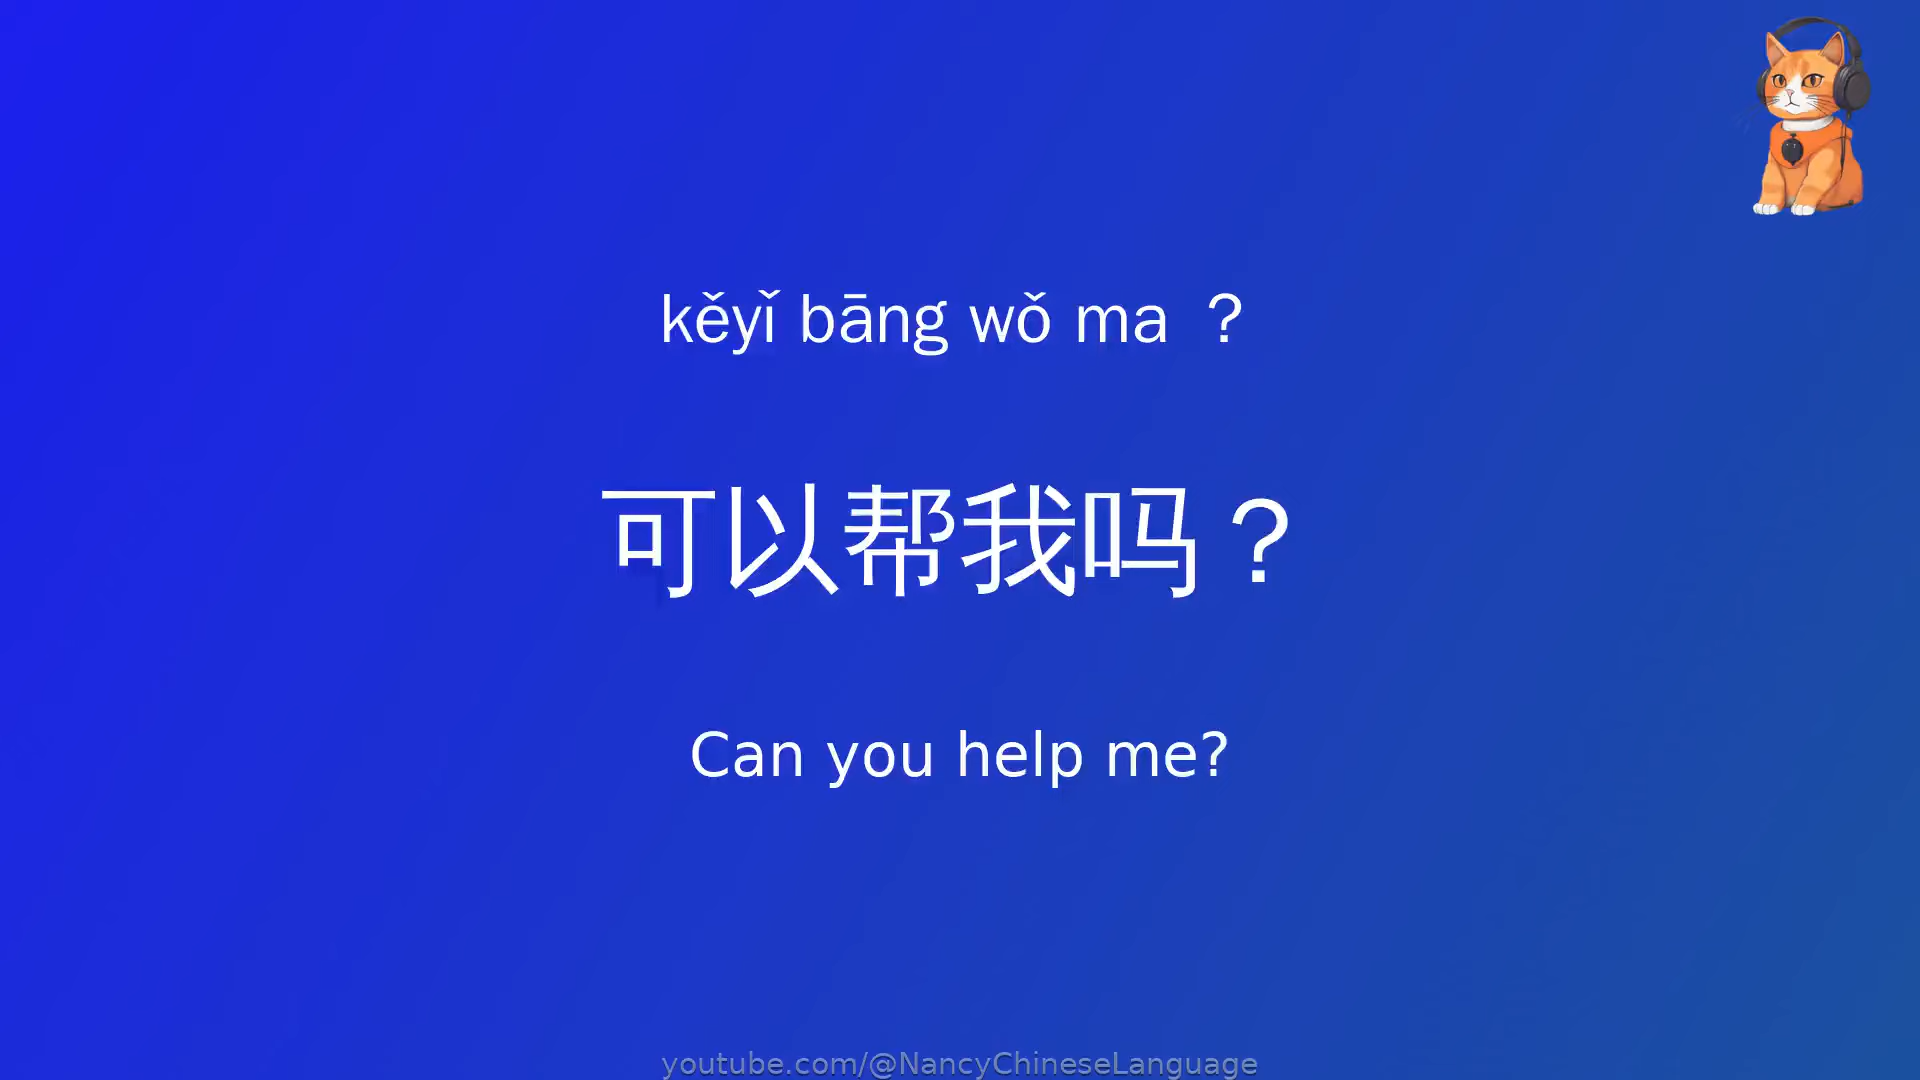 kěyǐ bāng wǒ ma ？
可以帮我吗？
Can you help me?
youtube.com/@NancyChineseLanguage